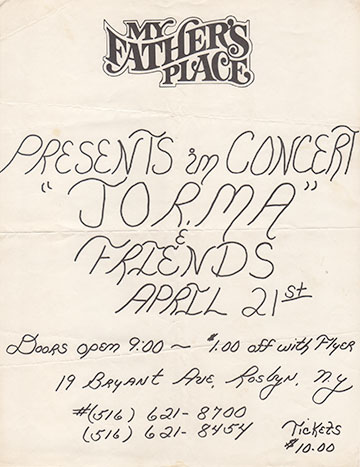 MY
FATHER'S
PLACE
PRESENTS in CONCERT
"JORMA"
&
FRIENDS
APRIL 21st
Doors open 9:00 ~ $1.00 off with Flyer
19 Bryant Ave, Roslyn, NY
#(516) 621-8700
(516) 621-8454
Tickets
$10.00